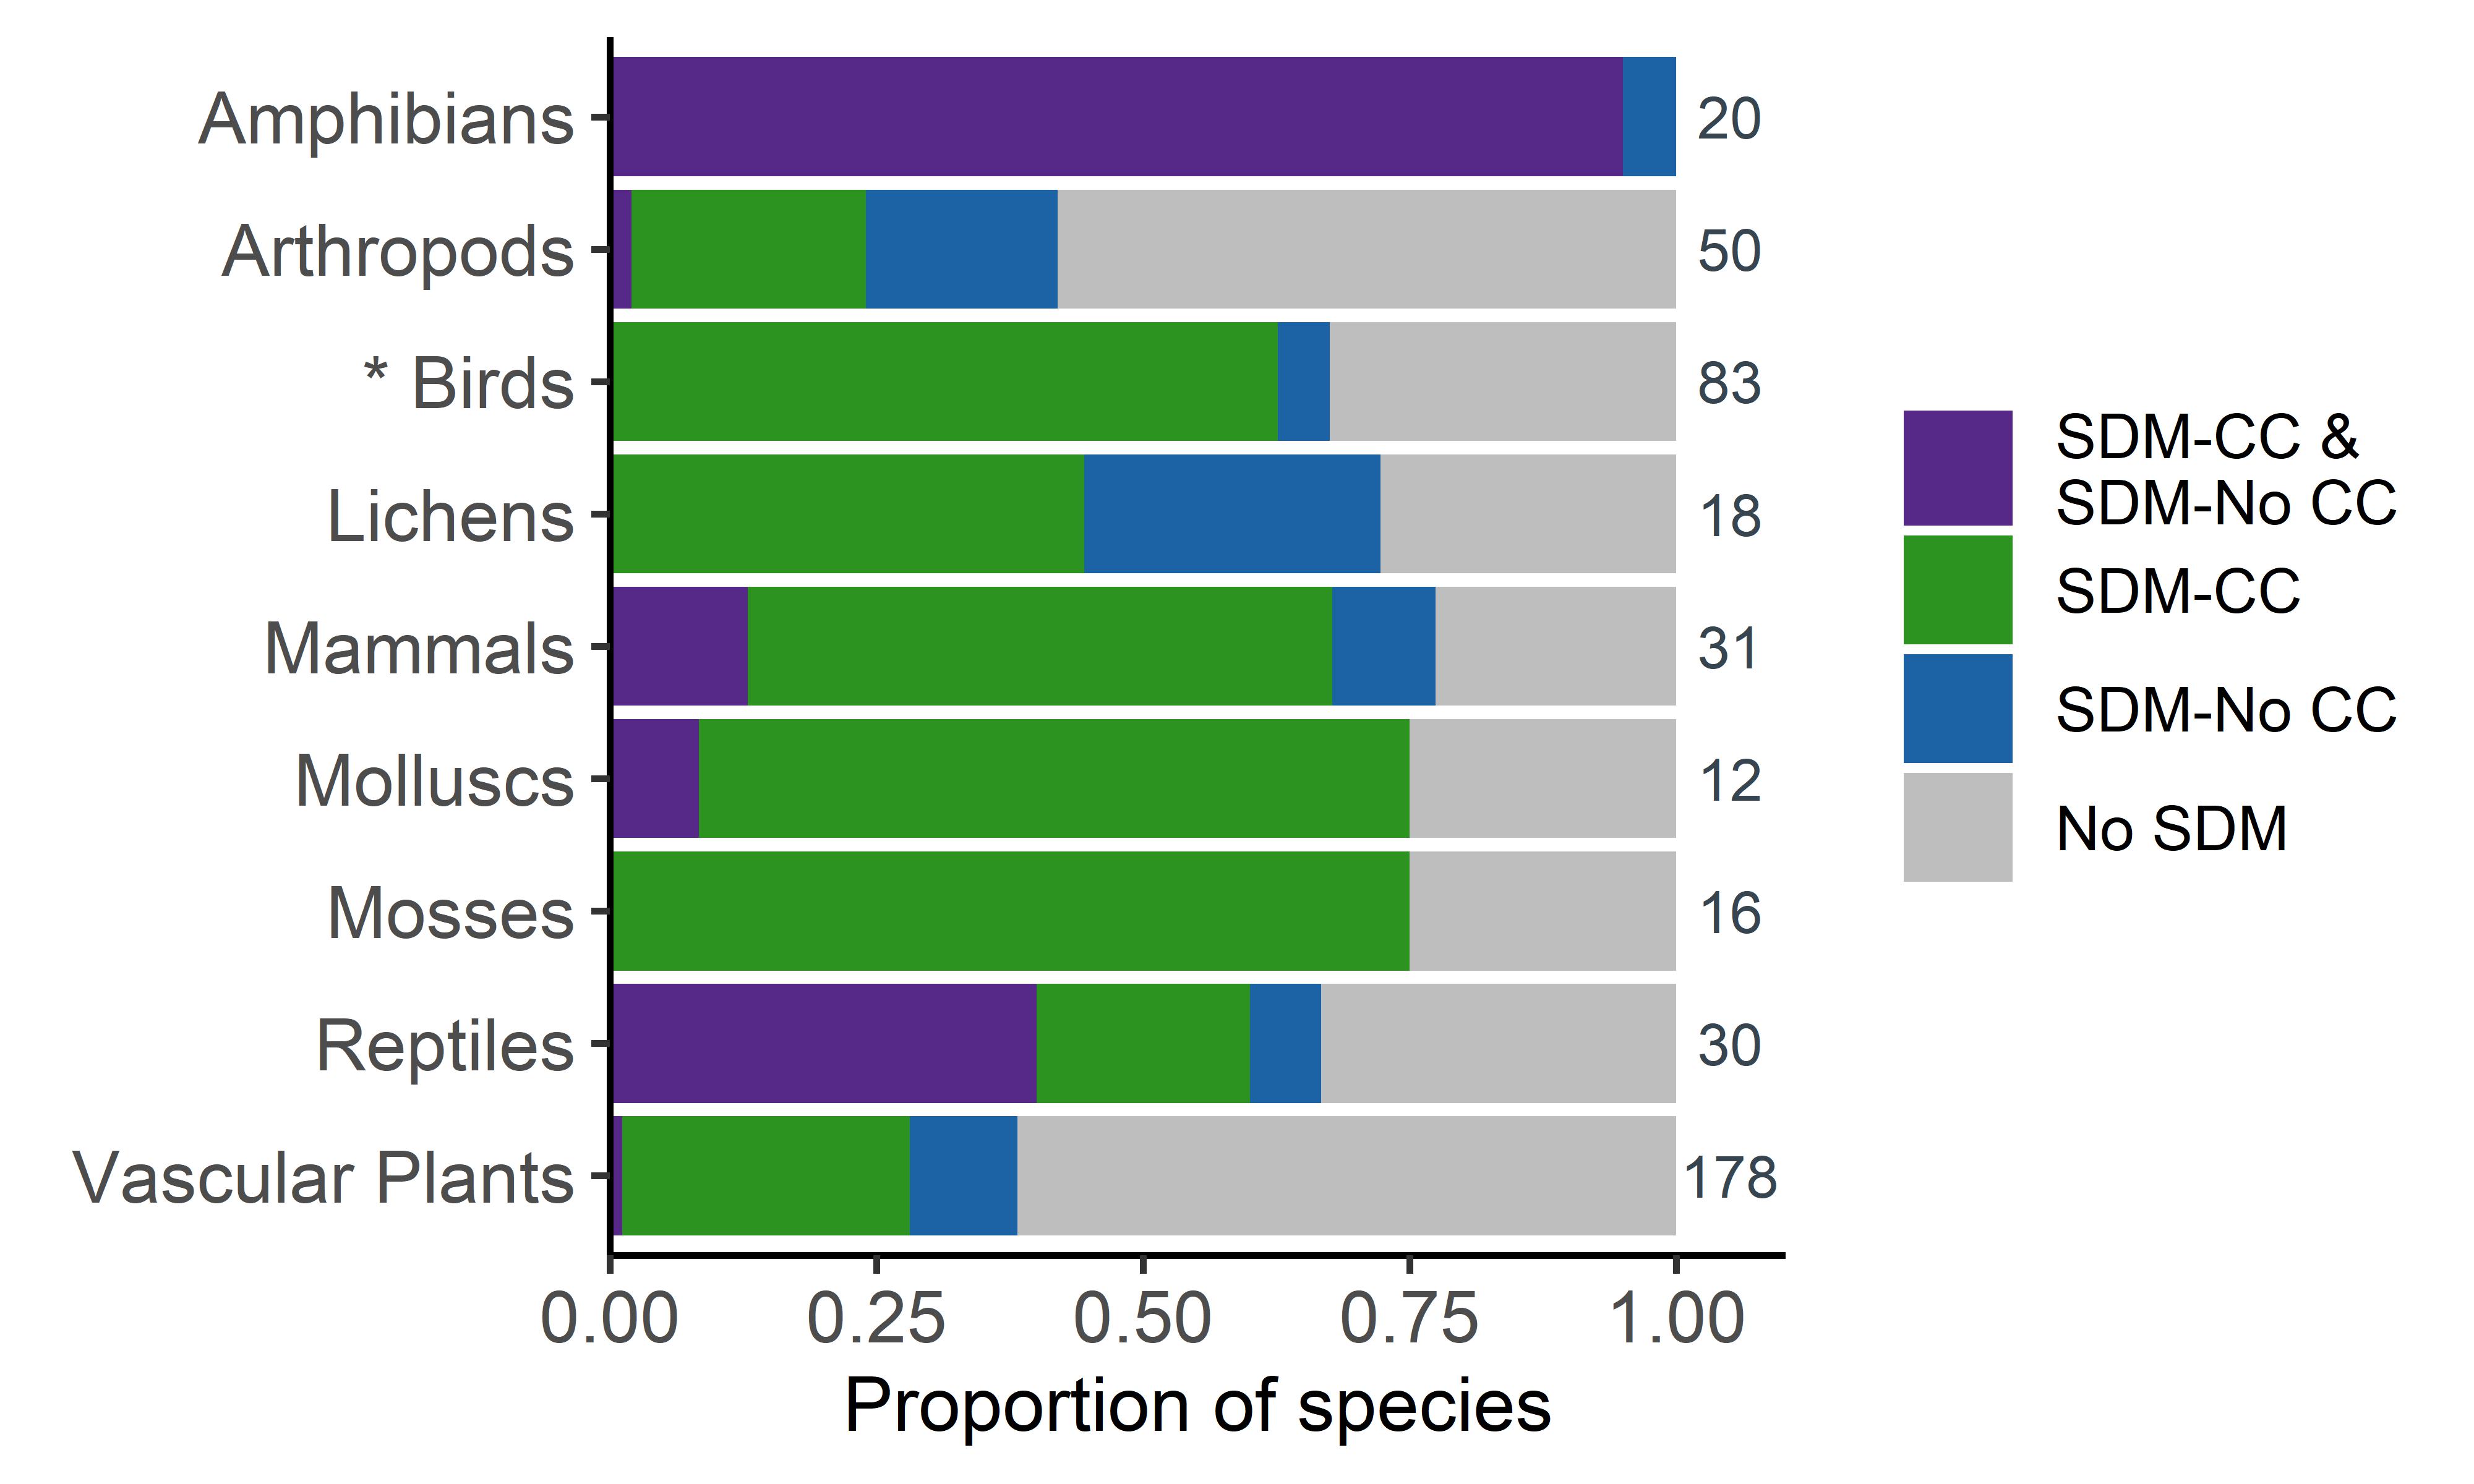 Amphibians 20
Arthropods 50
* Birds 83
Lichens 18
Mammals 31
Molluscs 12
Mosses 16
Reptiles 30
Vascular Plants 178
0.00 0.25 0.50 0.75 1.00
Proportion of species
SDM-CC &
SDM-No CC
SDM-CC
SDM-No CC
No SDM